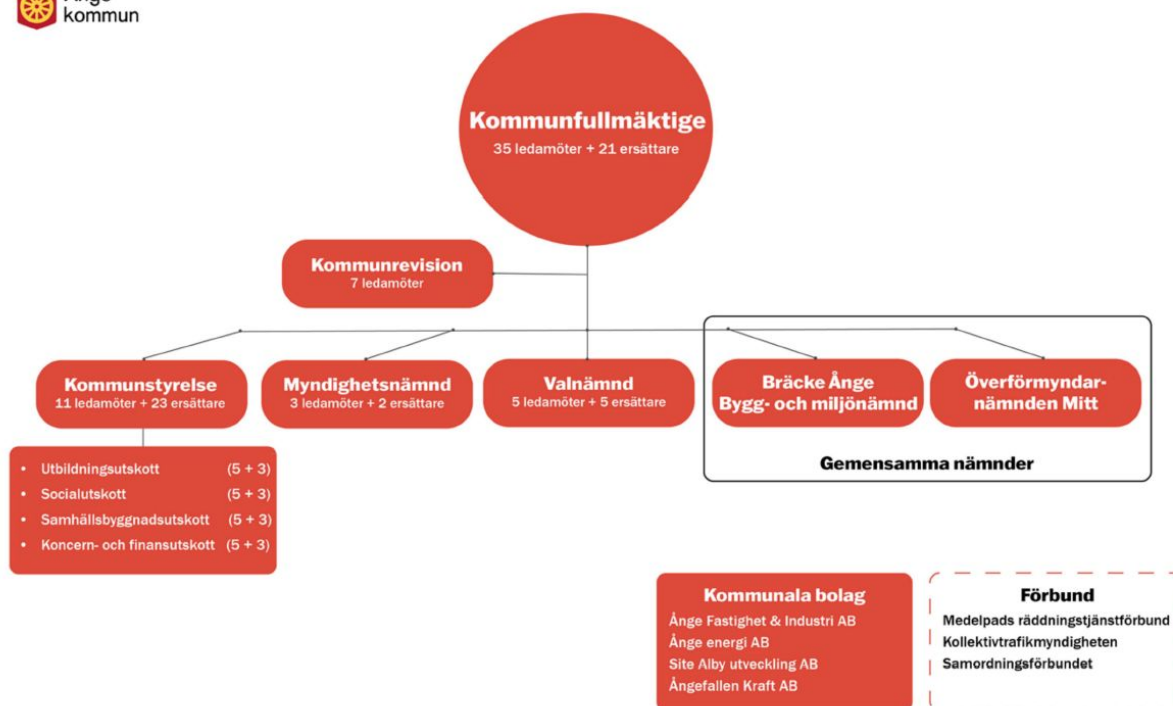 Ånge
kommun
Kommunfullmäktige
35 ledamöter + 21 ersättare
Kommunrevision
7 ledamöter
Kommunstyrelse
11 ledamöter + 23 ersättare
Myndighetsnämnd
3 ledamöter + 2 ersättare
Valnämnd
5 ledamöter + 5 ersättare
Bräcke Ånge
Bygg- och miljönämnd
Överförmyndar-
nämnden Mitt
Gemensamma nämnder
• Utbildningsutskott (5 + 3)
• Socialutskott (5 + 3)
• Samhällsbyggnadsutskott (5 + 3)
• Koncern- och finansutskott (5 + 3)
Kommunala bolag
Ånge Fastighet & Industri AB
Ånge energi AB
Site Alby utveckling AB
Ångefallen Kraft AB
Förbund
Medelpads räddningstjänstförbund
Kollektivtrafikmyndigheten
Samordningsförbundet